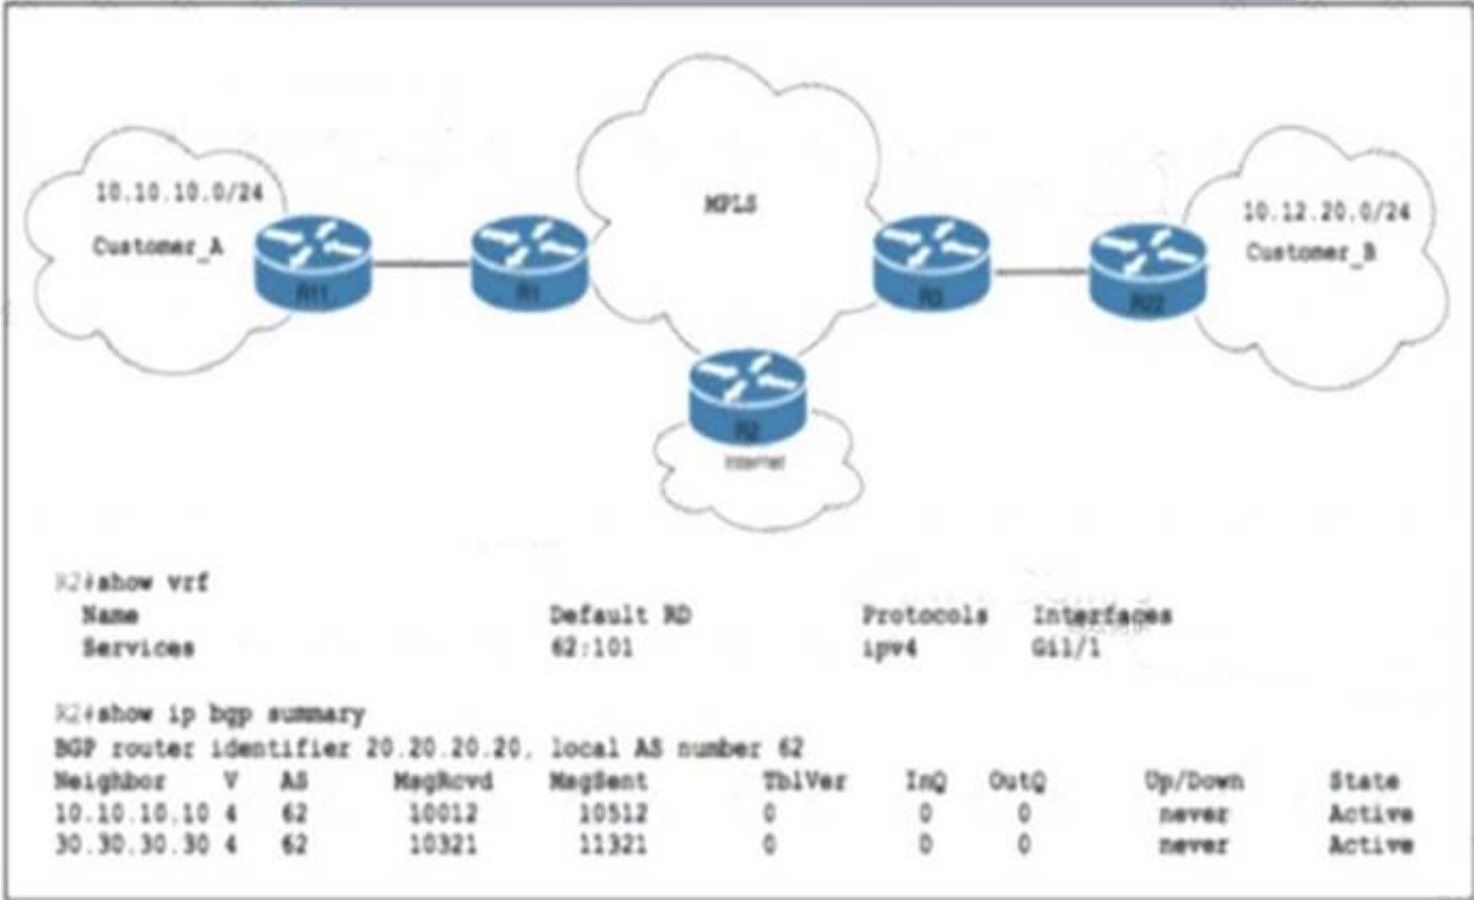 10.10.10.0/24
Customer_A
R11
R1
MPLS
R3
R22
10.12.20.0/24
Customer_B
R2
Internet
R2#show vrf
Name Default RD Protocols Interfaces
Services 62:101 ipv4 Gi1/1
R2#show ip bgp summary
BGP router identifier 20.20.20.20, local AS number 62
Neighbor V AS MsgRcvd MsgSent TblVer InQ OutQ Up/Down State
10.10.10.10 4 62 10012 10512 0 0 0 never Active
30.30.30.30 4 62 10321 11321 0 0 0 never Active